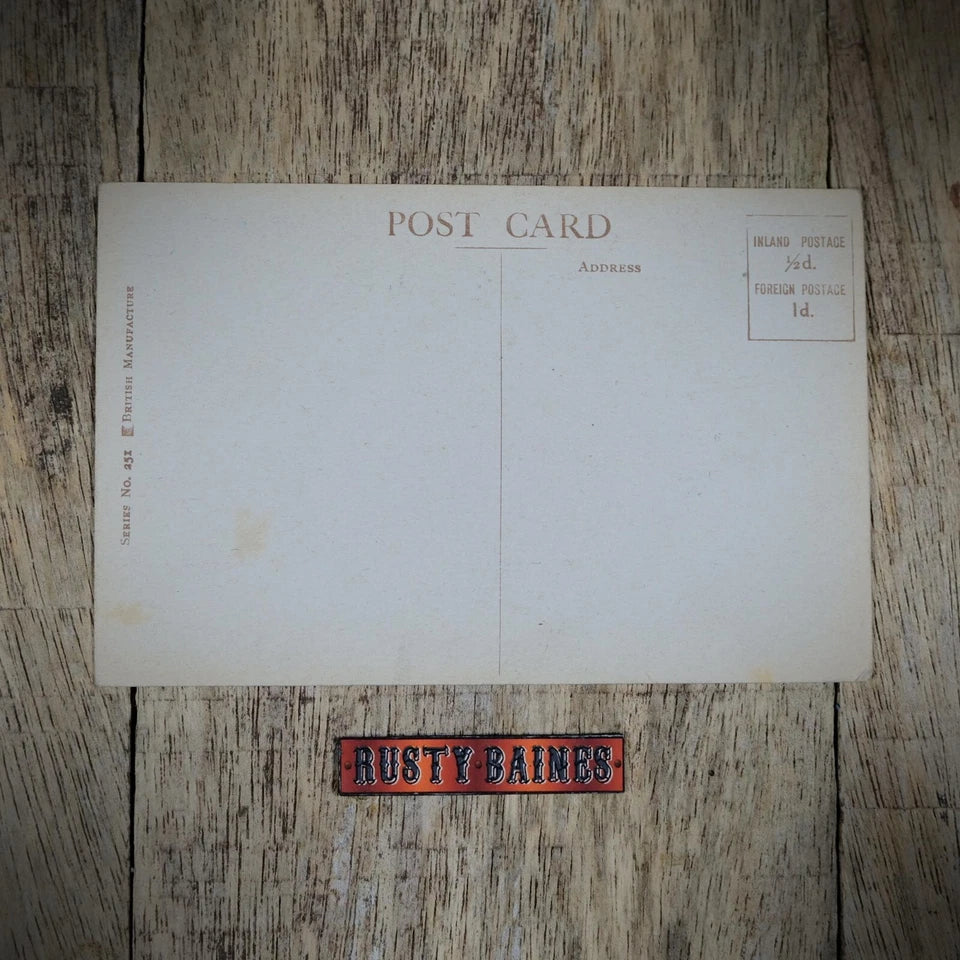 POST CARD
ADDRESS
INLAND POSTAGE
½d.
FOREIGN POSTAGE
1d.
SERIES No. 251 BRITISH MANUFACTURE
RUSTY·BAINES